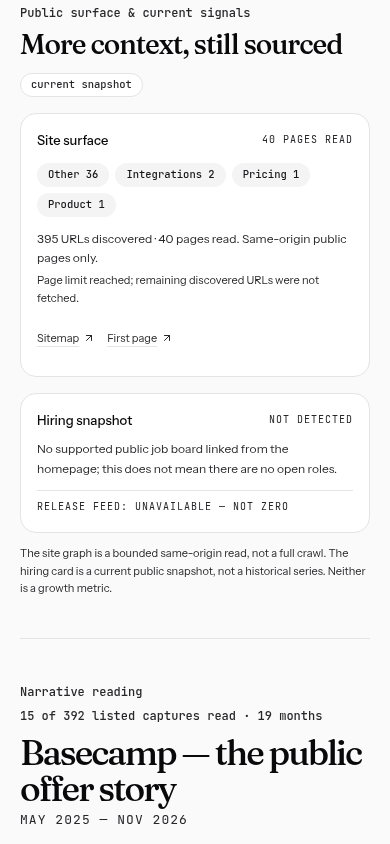 Public surface & current signals
More context, still sourced
current snapshot
Site surface
40 PAGES READ
Other 36
Integrations 2
Pricing 1
Product 1
395 URLs discovered · 40 pages read. Same-origin public
pages only.
Page limit reached; remaining discovered URLs were not
fetched.
Sitemap ↗
First page ↗
Hiring snapshot
NOT DETECTED
No supported public job board linked from the
homepage; this does not mean there are no open roles.
RELEASE FEED: UNAVAILABLE — NOT ZERO
The site graph is a bounded same-origin read, not a full crawl. The
hiring card is a current public snapshot, not a historical series. Neither
is a growth metric.
Narrative reading
15 of 392 listed captures read · 19 months
Basecamp — the public
offer story
MAY 2025 — NOV 2026